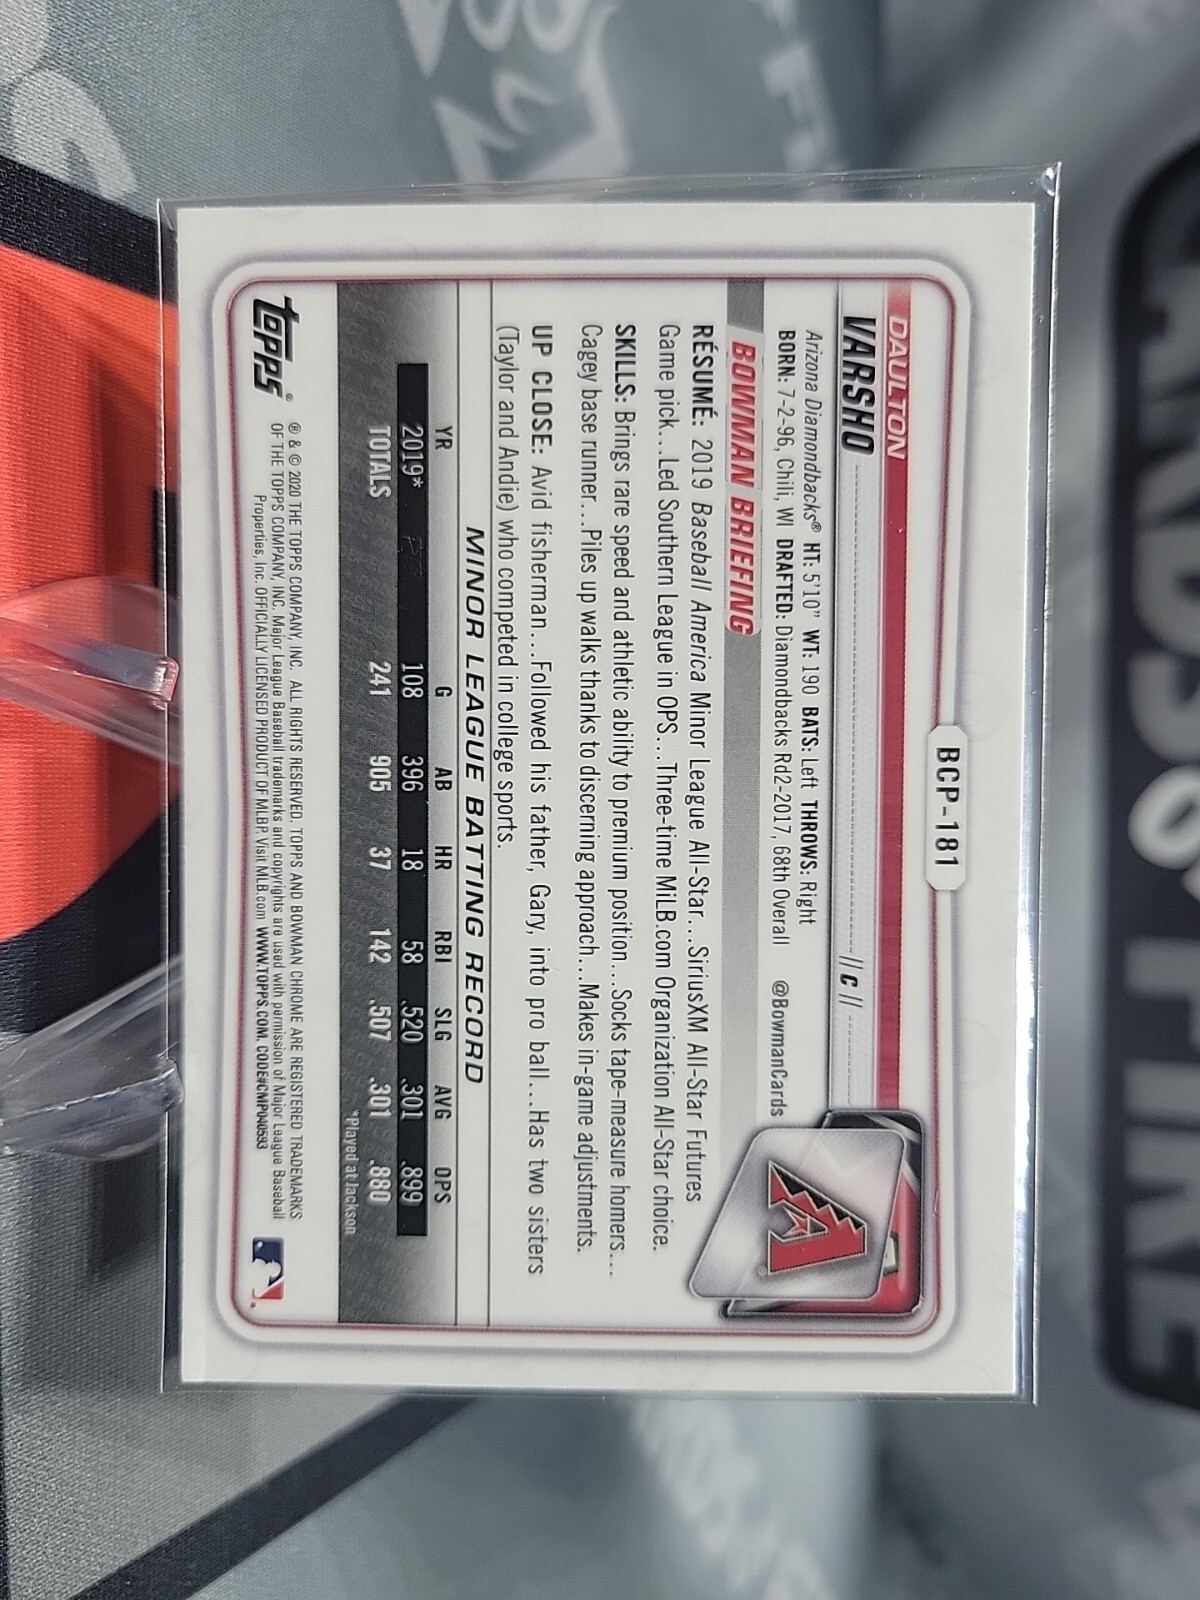 BCP-181
DAULTON
VARSHO
// C //
Arizona Diamondbacks® HT: 5'10" WT: 190 BATS: Left THROWS: Right
BORN: 7-2-96, Chili, WI DRAFTED: Diamondbacks Rd2-2017, 68th Overall @BowmanCards
BOWMAN BRIEFING
RÉSUMÉ: 2019 Baseball America Minor League All-Star...SiriusXM All-Star Futures
Game pick...Led Southern League in OPS...Three-time MiLB.com Organization All-Star choice.
SKILLS: Brings rare speed and athletic ability to premium position...Socks tape-measure homers...
Cagey base runner...Piles up walks thanks to discerning approach...Makes in-game adjustments.
UP CLOSE: Avid fisherman...Followed his father, Gary, into pro ball...Has two sisters
(Taylor and Andie) who competed in college sports.
MINOR LEAGUE BATTING RECORD
YR G AB HR RBI SLG AVG OPS
2019* 108 396 18 58 .520 .301 .899
TOTALS 241 905 37 142 .507 .301 .880
*Played at Jackson
topps®
® & © 2020 THE TOPPS COMPANY, INC. ALL RIGHTS RESERVED. TOPPS AND BOWMAN CHROME ARE REGISTERED TRADEMARKS
OF THE TOPPS COMPANY, INC. Major League Baseball trademarks and copyrights are used with permission of Major League Baseball
Properties, Inc. OFFICIALLY LICENSED PRODUCT OF MLBP. Visit MLB.com WWW.TOPPS.COM. CODE#CMP040593